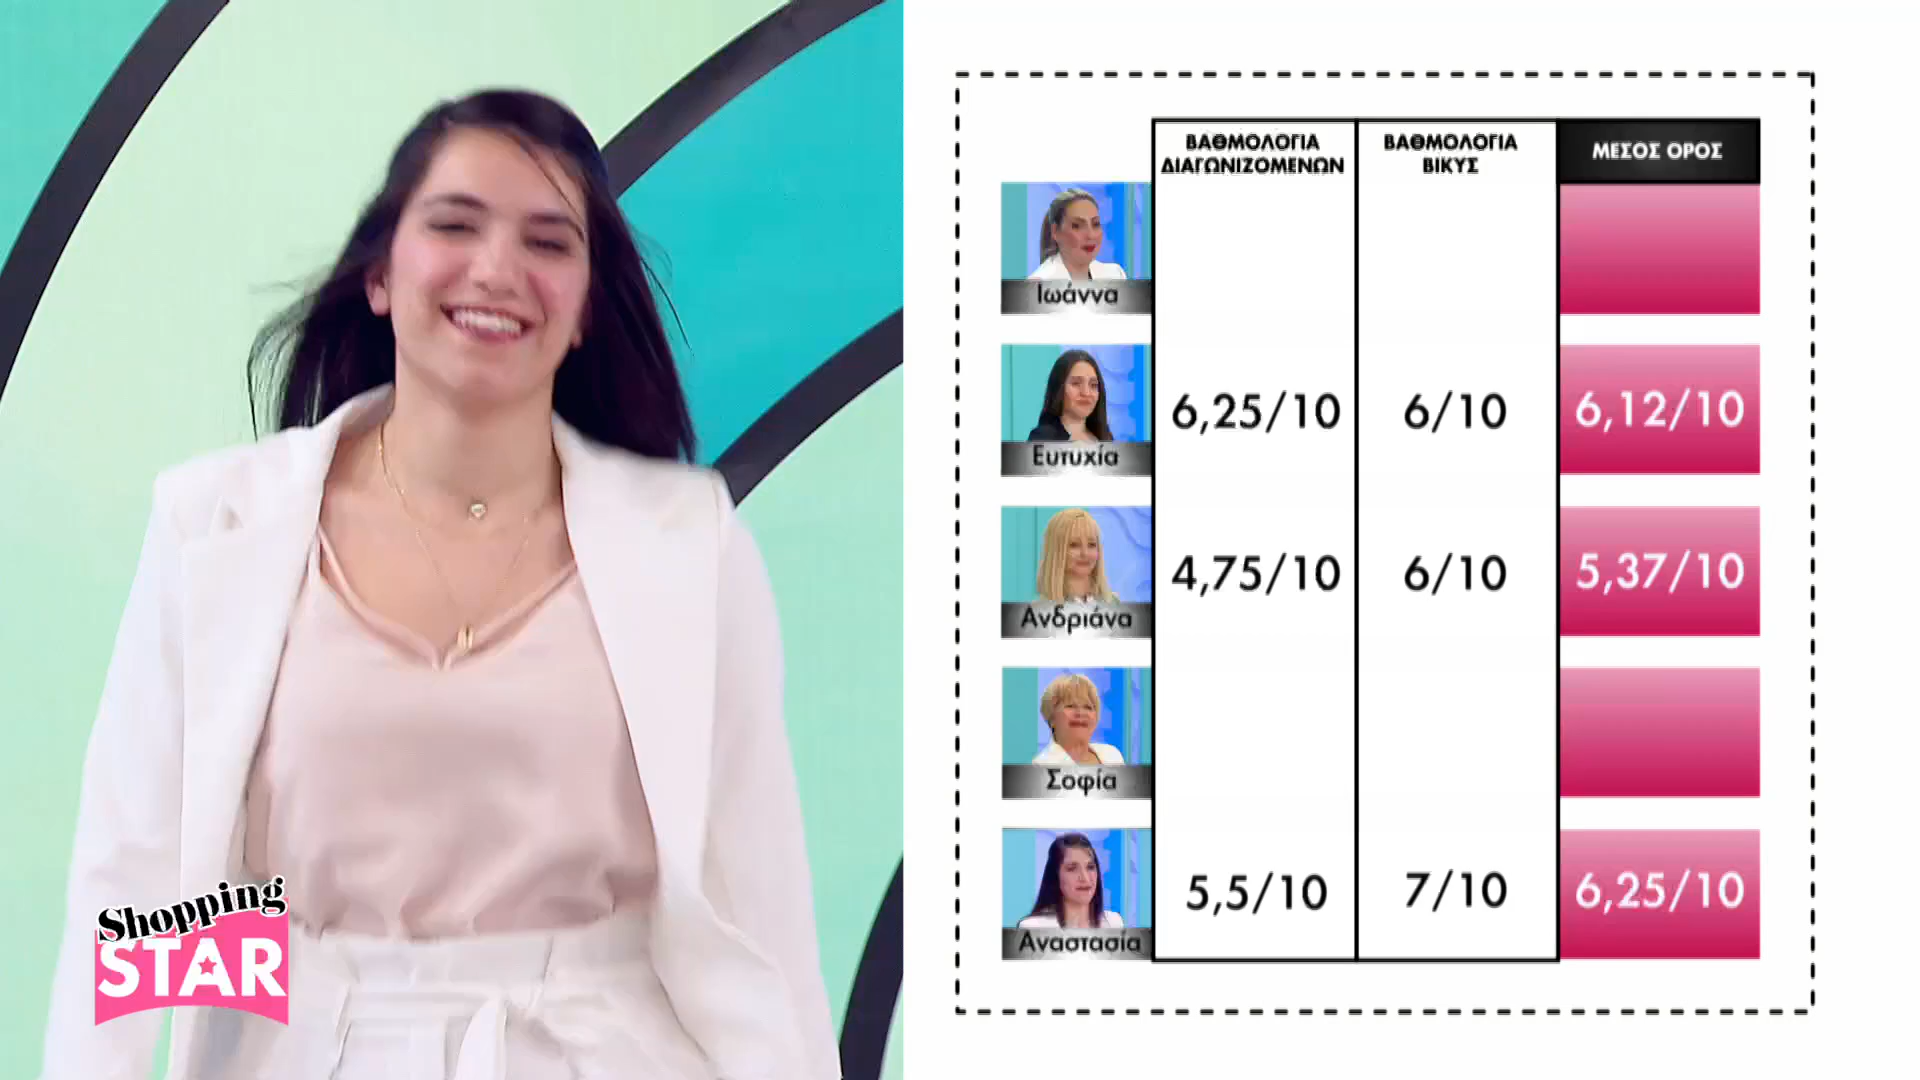 ΒΑΘΜΟΛΟΓΙΑ
ΔΙΑΓΩΝΙΖΟΜΕΝΩΝ
ΒΑΘΜΟΛΟΓΙΑ
ΒΙΚΥΣ
ΜΕΣΟΣ ΟΡΟΣ
Ιωάννα
6,25/10 6/10 6,12/10
Ευτυχία
4,75/10 6/10 5,37/10
Ανδριάνα
Σοφία
5,5/10 7/10 6,25/10
Αναστασία
Shopping
STAR